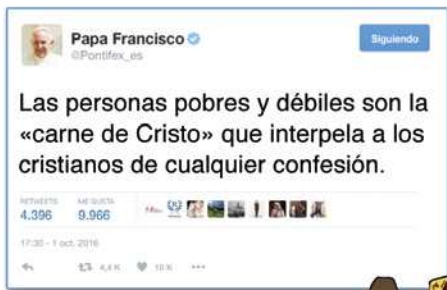 Papa Francisco
@Pontifex_es
Siguiendo
Las personas pobres y débiles son la
«carne de Cristo» que interpela a los
cristianos de cualquier confesión.
RETWEETS ME GUSTA
4.396 9.966
17:30 - 1 oct. 2016
4,4 K 10 K